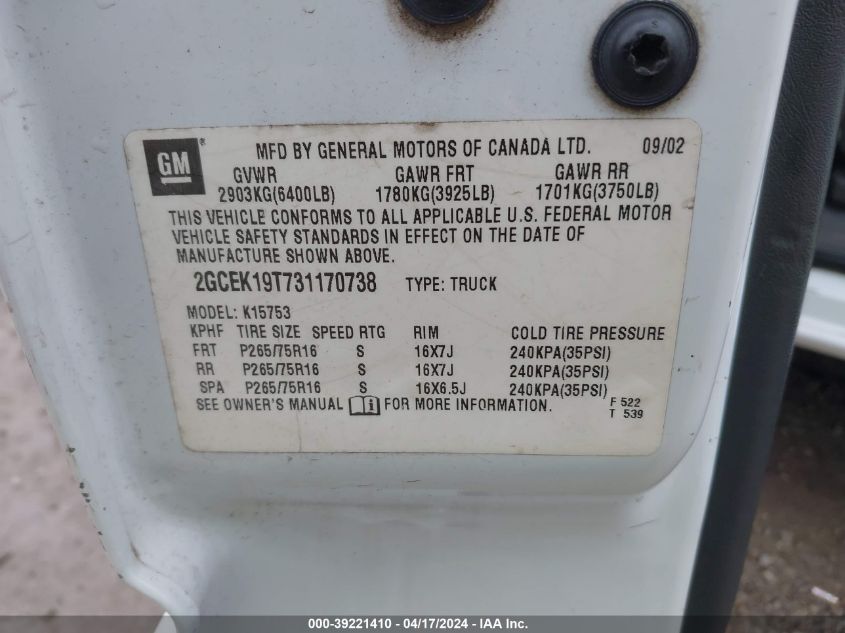 GM ® MFD BY GENERAL MOTORS OF CANADA LTD. 09/02
GVWR GAWR FRT GAWR RR
2903KG(6400LB) 1780KG(3925LB) 1701KG(3750LB)
THIS VEHICLE CONFORMS TO ALL APPLICABLE U.S. FEDERAL MOTOR
VEHICLE SAFETY STANDARDS IN EFFECT ON THE DATE OF
MANUFACTURE SHOWN ABOVE.
2GCEK19T731170738 TYPE: TRUCK
MODEL: K15753
KPHF TIRE SIZE SPEED RTG RIM COLD TIRE PRESSURE
FRT P265/75R16 S 16X7J 240KPA(35PSI)
RR P265/75R16 S 16X7J 240KPA(35PSI)
SPA P265/75R16 S 16X6.5J 240KPA(35PSI)
SEE OWNER'S MANUAL i FOR MORE INFORMATION. F 522
T 539
000-39221410 - 04/17/2024 - IAA Inc.